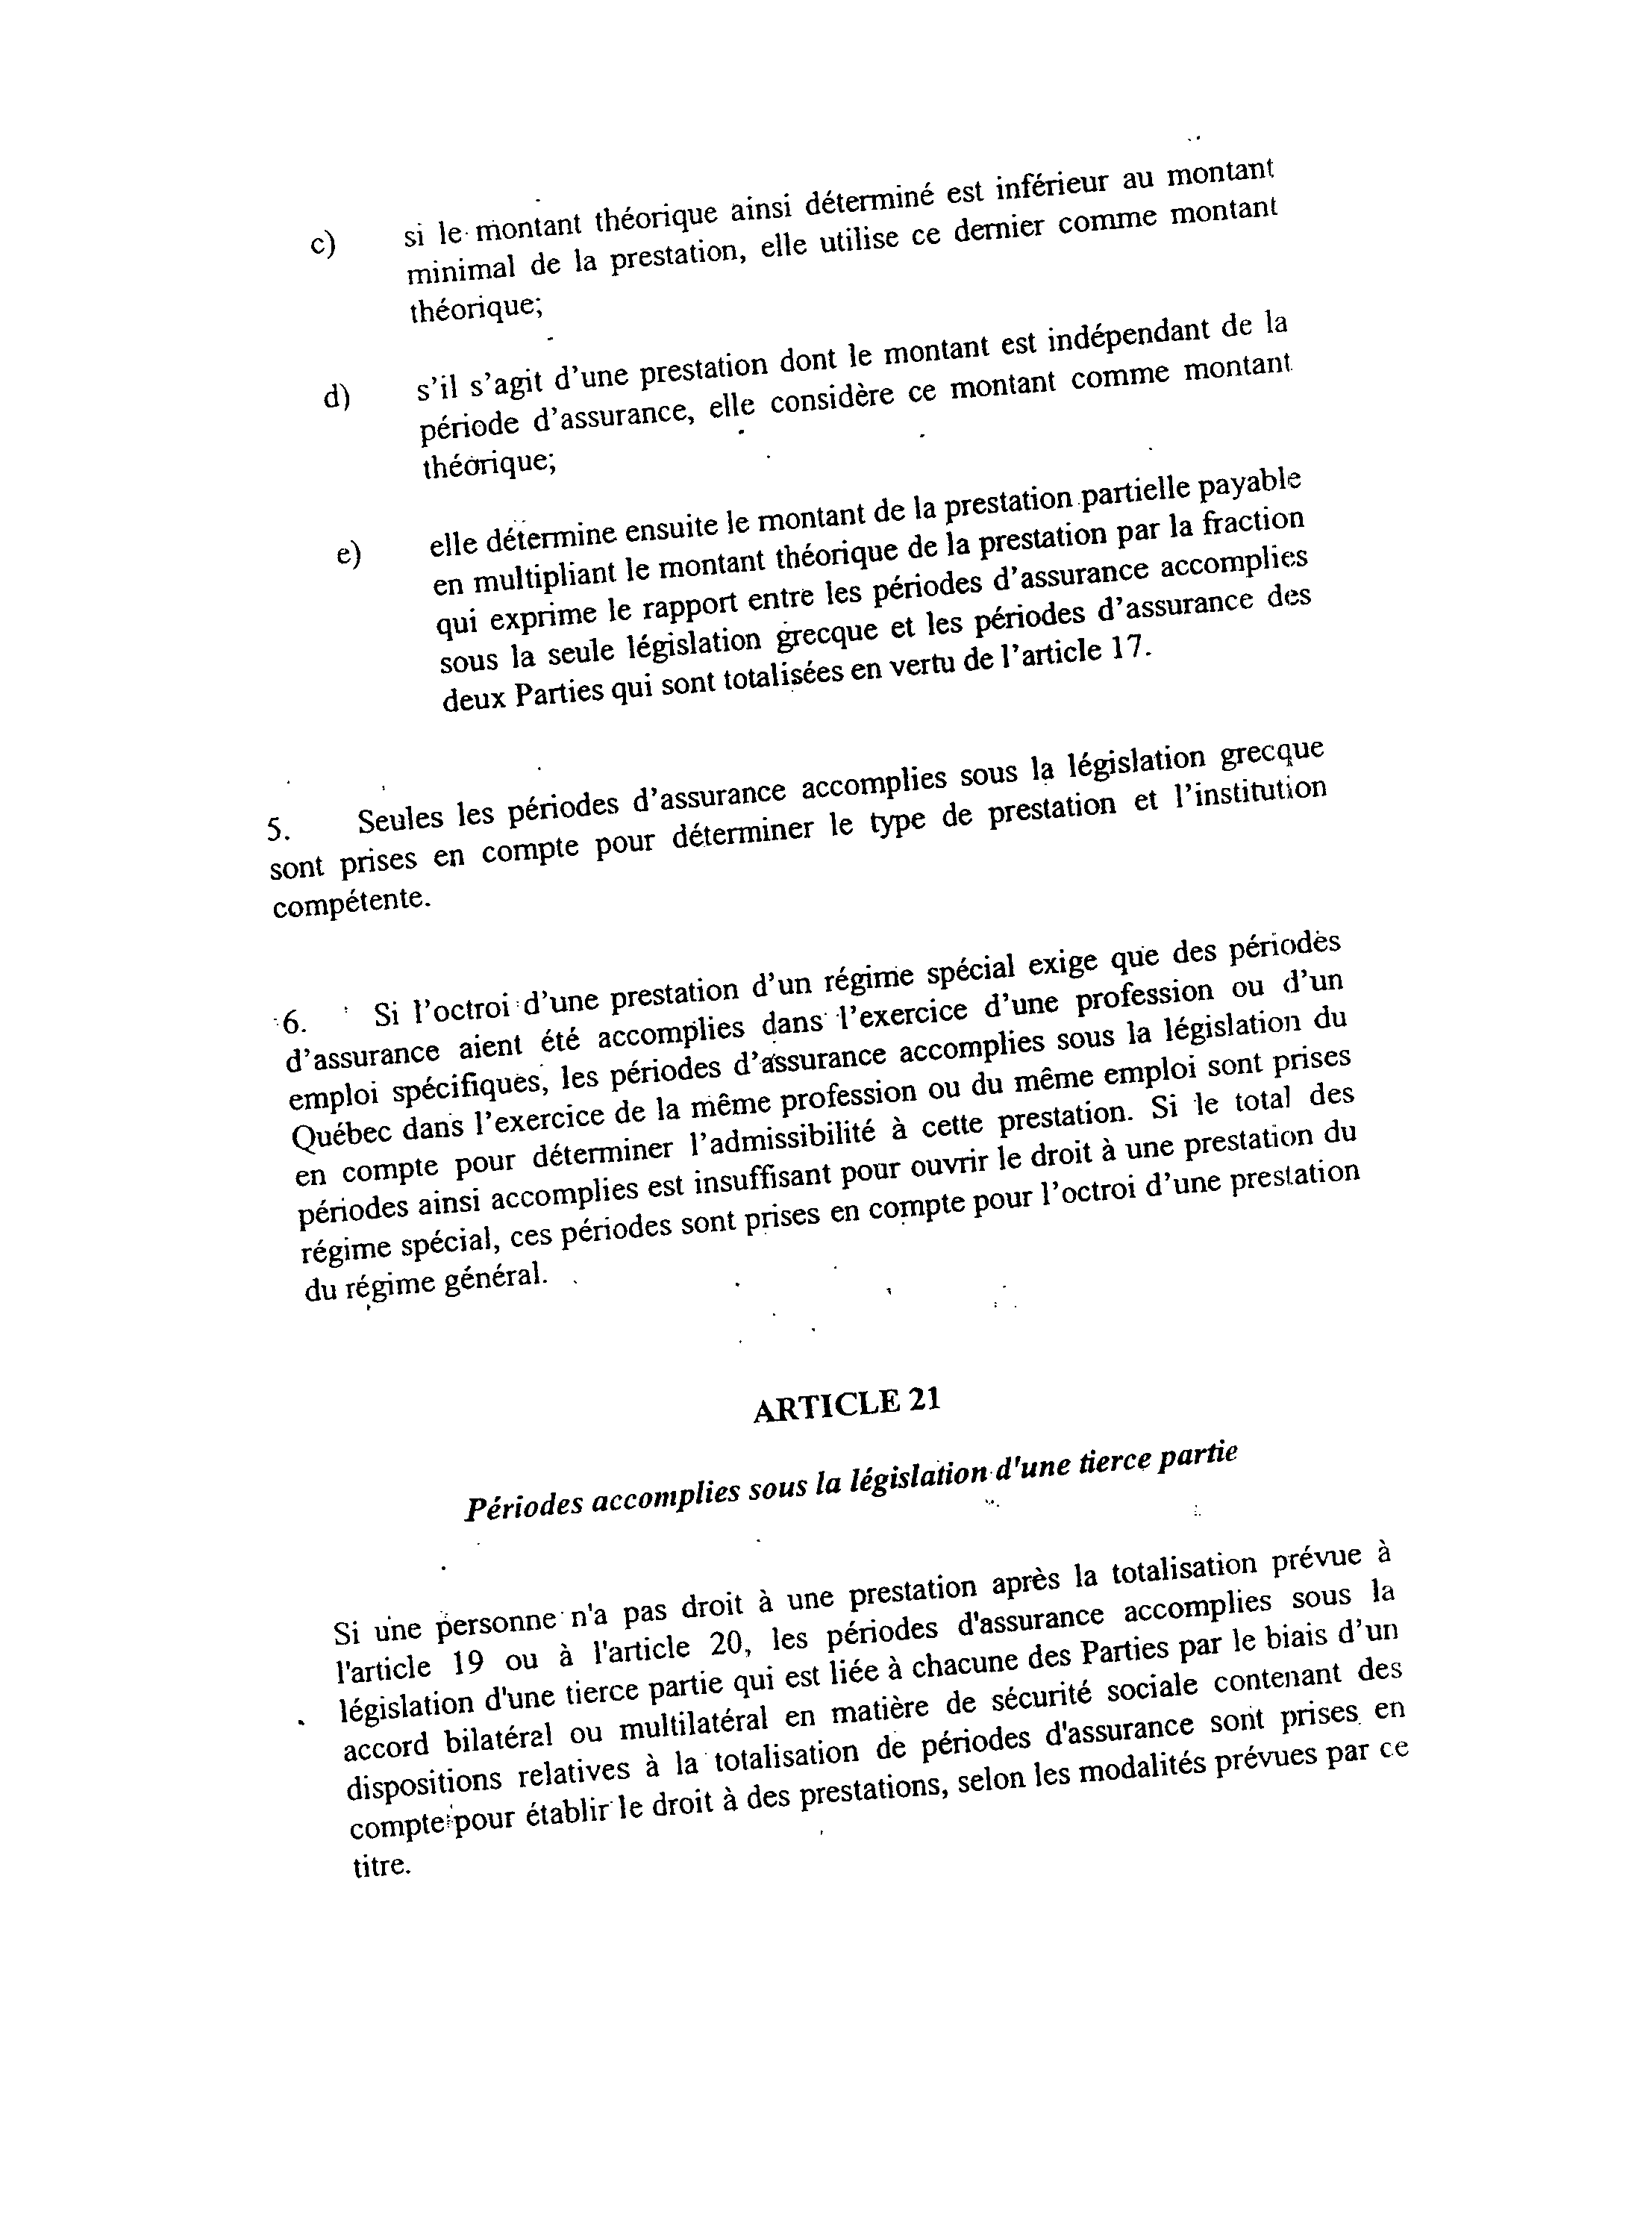 c) si le montant théorique ainsi déterminé est inférieur au montant
minimal de la prestation, elle utilise ce dernier comme montant
théorique;
d) s’il s’agit d’une prestation dont le montant est indépendant de la
période d’assurance, elle considère ce montant comme montant
théorique;
e) elle détermine ensuite le montant de la prestation partielle payable
en multipliant le montant théorique de la prestation par la fraction
qui exprime le rapport entre les périodes d’assurance accomplies
sous la seule législation grecque et les périodes d’assurance des
deux Parties qui sont totalisées en vertu de l’article 17.
5. Seules les périodes d’assurance accomplies sous la législation grecque
sont prises en compte pour déterminer le type de prestation et l’institution
compétente.
6. Si l’octroi d’une prestation d’un régime spécial exige que des périodes
d’assurance aient été accomplies dans l’exercice d’une profession ou d’un
emploi spécifiques, les périodes d’assurance accomplies sous la législation du
Québec dans l’exercice de la même profession ou du même emploi sont prises
en compte pour déterminer l’admissibilité à cette prestation. Si le total des
périodes ainsi accomplies est insuffisant pour ouvrir le droit à une prestation du
régime spécial, ces périodes sont prises en compte pour l’octroi d’une prestation
du régime général.
ARTICLE 21
Périodes accomplies sous la législation d'une tierce partie
Si une personne n'a pas droit à une prestation après la totalisation prévue à
l'article 19 ou à l'article 20, les périodes d'assurance accomplies sous la
législation d'une tierce partie qui est liée à chacune des Parties par le biais d’un
accord bilatéral ou multilatéral en matière de sécurité sociale contenant des
dispositions relatives à la totalisation de périodes d'assurance sont prises en
compte pour établir le droit à des prestations, selon les modalités prévues par ce
titre.